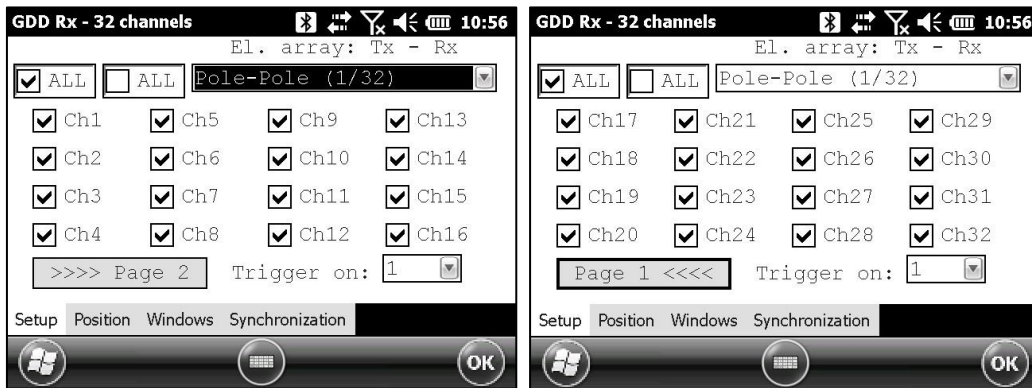 GDD Rx - 32 channels 10:56
El. array: Tx - Rx
ALL ALL Pole-Pole (1/32)
Ch1 Ch5 Ch9 Ch13
Ch2 Ch6 Ch10 Ch14
Ch3 Ch7 Ch11 Ch15
Ch4 Ch8 Ch12 Ch16
>>>> Page 2 Trigger on: 1
Setup Position Windows Synchronization
OK
GDD Rx - 32 channels 10:56
El. array: Tx - Rx
ALL ALL Pole-Pole (1/32)
Ch17 Ch21 Ch25 Ch29
Ch18 Ch22 Ch26 Ch30
Ch19 Ch23 Ch27 Ch31
Ch20 Ch24 Ch28 Ch32
Page 1 <<<< Trigger on: 1
Setup Position Windows Synchronization
OK